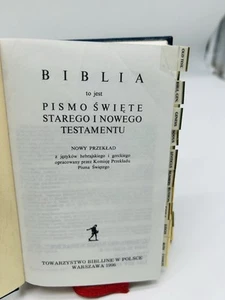 BIBLIA
to jest
PISMO ŚWIĘTE
STAREGO I NOWEGO
TESTAMENTU
NOWY PRZEKŁAD
z języków hebrajskiego i greckiego
opracowany przez Komisję Przekładu
Pisma Świętego
TOWARZYSTWO BIBLIJNE W POLSCE
WARSZAWA